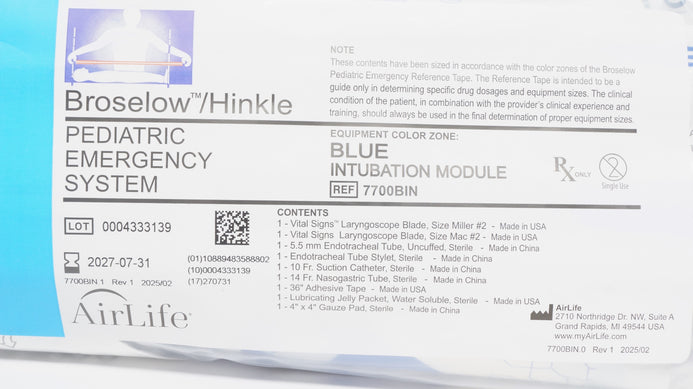 Broselow™/Hinkle
PEDIATRIC
EMERGENCY
SYSTEM
LOT 0004333139
2027-07-31
(01)10889483588802
(10)0004333139
(17)270731
7700BIN.1 Rev 1 2025/02
AirLife®
NOTE
These contents have been sized in accordance with the color zones of the Broselow
Pediatric Emergency Reference Tape. The Reference Tape is intended to be a
guide only in determining specific drug dosages and equipment sizes. The clinical
condition of the patient, in combination with the provider's clinical experience and
training, should always be used in the final determination of proper equipment sizes.
EQUIPMENT COLOR ZONE:
BLUE
INTUBATION MODULE
REF 7700BIN
Rx ONLY
2
Single Use
CONTENTS
1 - Vital Signs™ Laryngoscope Blade, Size Miller #2 - Made in USA
1 - Vital Signs Laryngoscope Blade, Size Mac #2 - Made in USA
1 - 5.5 mm Endotracheal Tube, Uncuffed, Sterile - Made in China
1 - Endotracheal Tube Stylet, Sterile - Made in China
1 - 10 Fr. Suction Catheter, Sterile - Made in China
1 - 14 Fr. Nasogastric Tube, Sterile - Made in China
1 - 36" Adhesive Tape - Made in USA
1 - Lubricating Jelly Packet, Water Soluble, Sterile - Made in USA
1 - 4" x 4" Gauze Pad, Sterile - Made in China
AirLife
2710 Northridge Dr. NW, Suite A
Grand Rapids, MI 49544 USA
www.myAirLife.com
7700BIN.0 Rev 1 2025/02